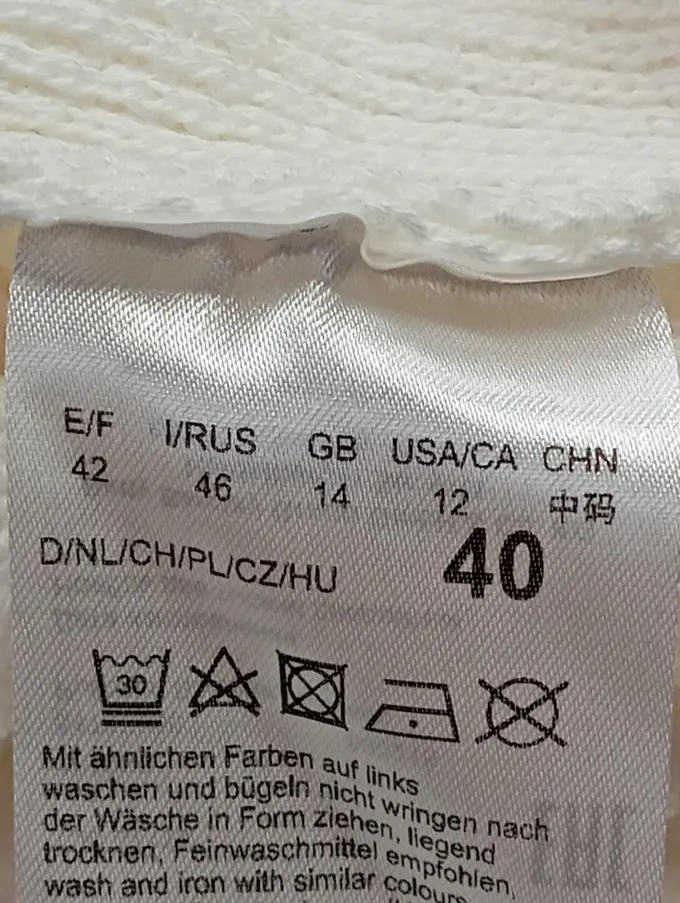 E/F I/RUS GB USA/CA CHN
42 46 14 12 中码
D/NL/CH/PL/CZ/HU 40
30
Mit ähnlichen Farben auf links
waschen und bügeln nicht wringen nach
der Wäsche in Form ziehen, liegend
trocknen, Feinwaschmittel empfohlen,
wash and iron with similar colours